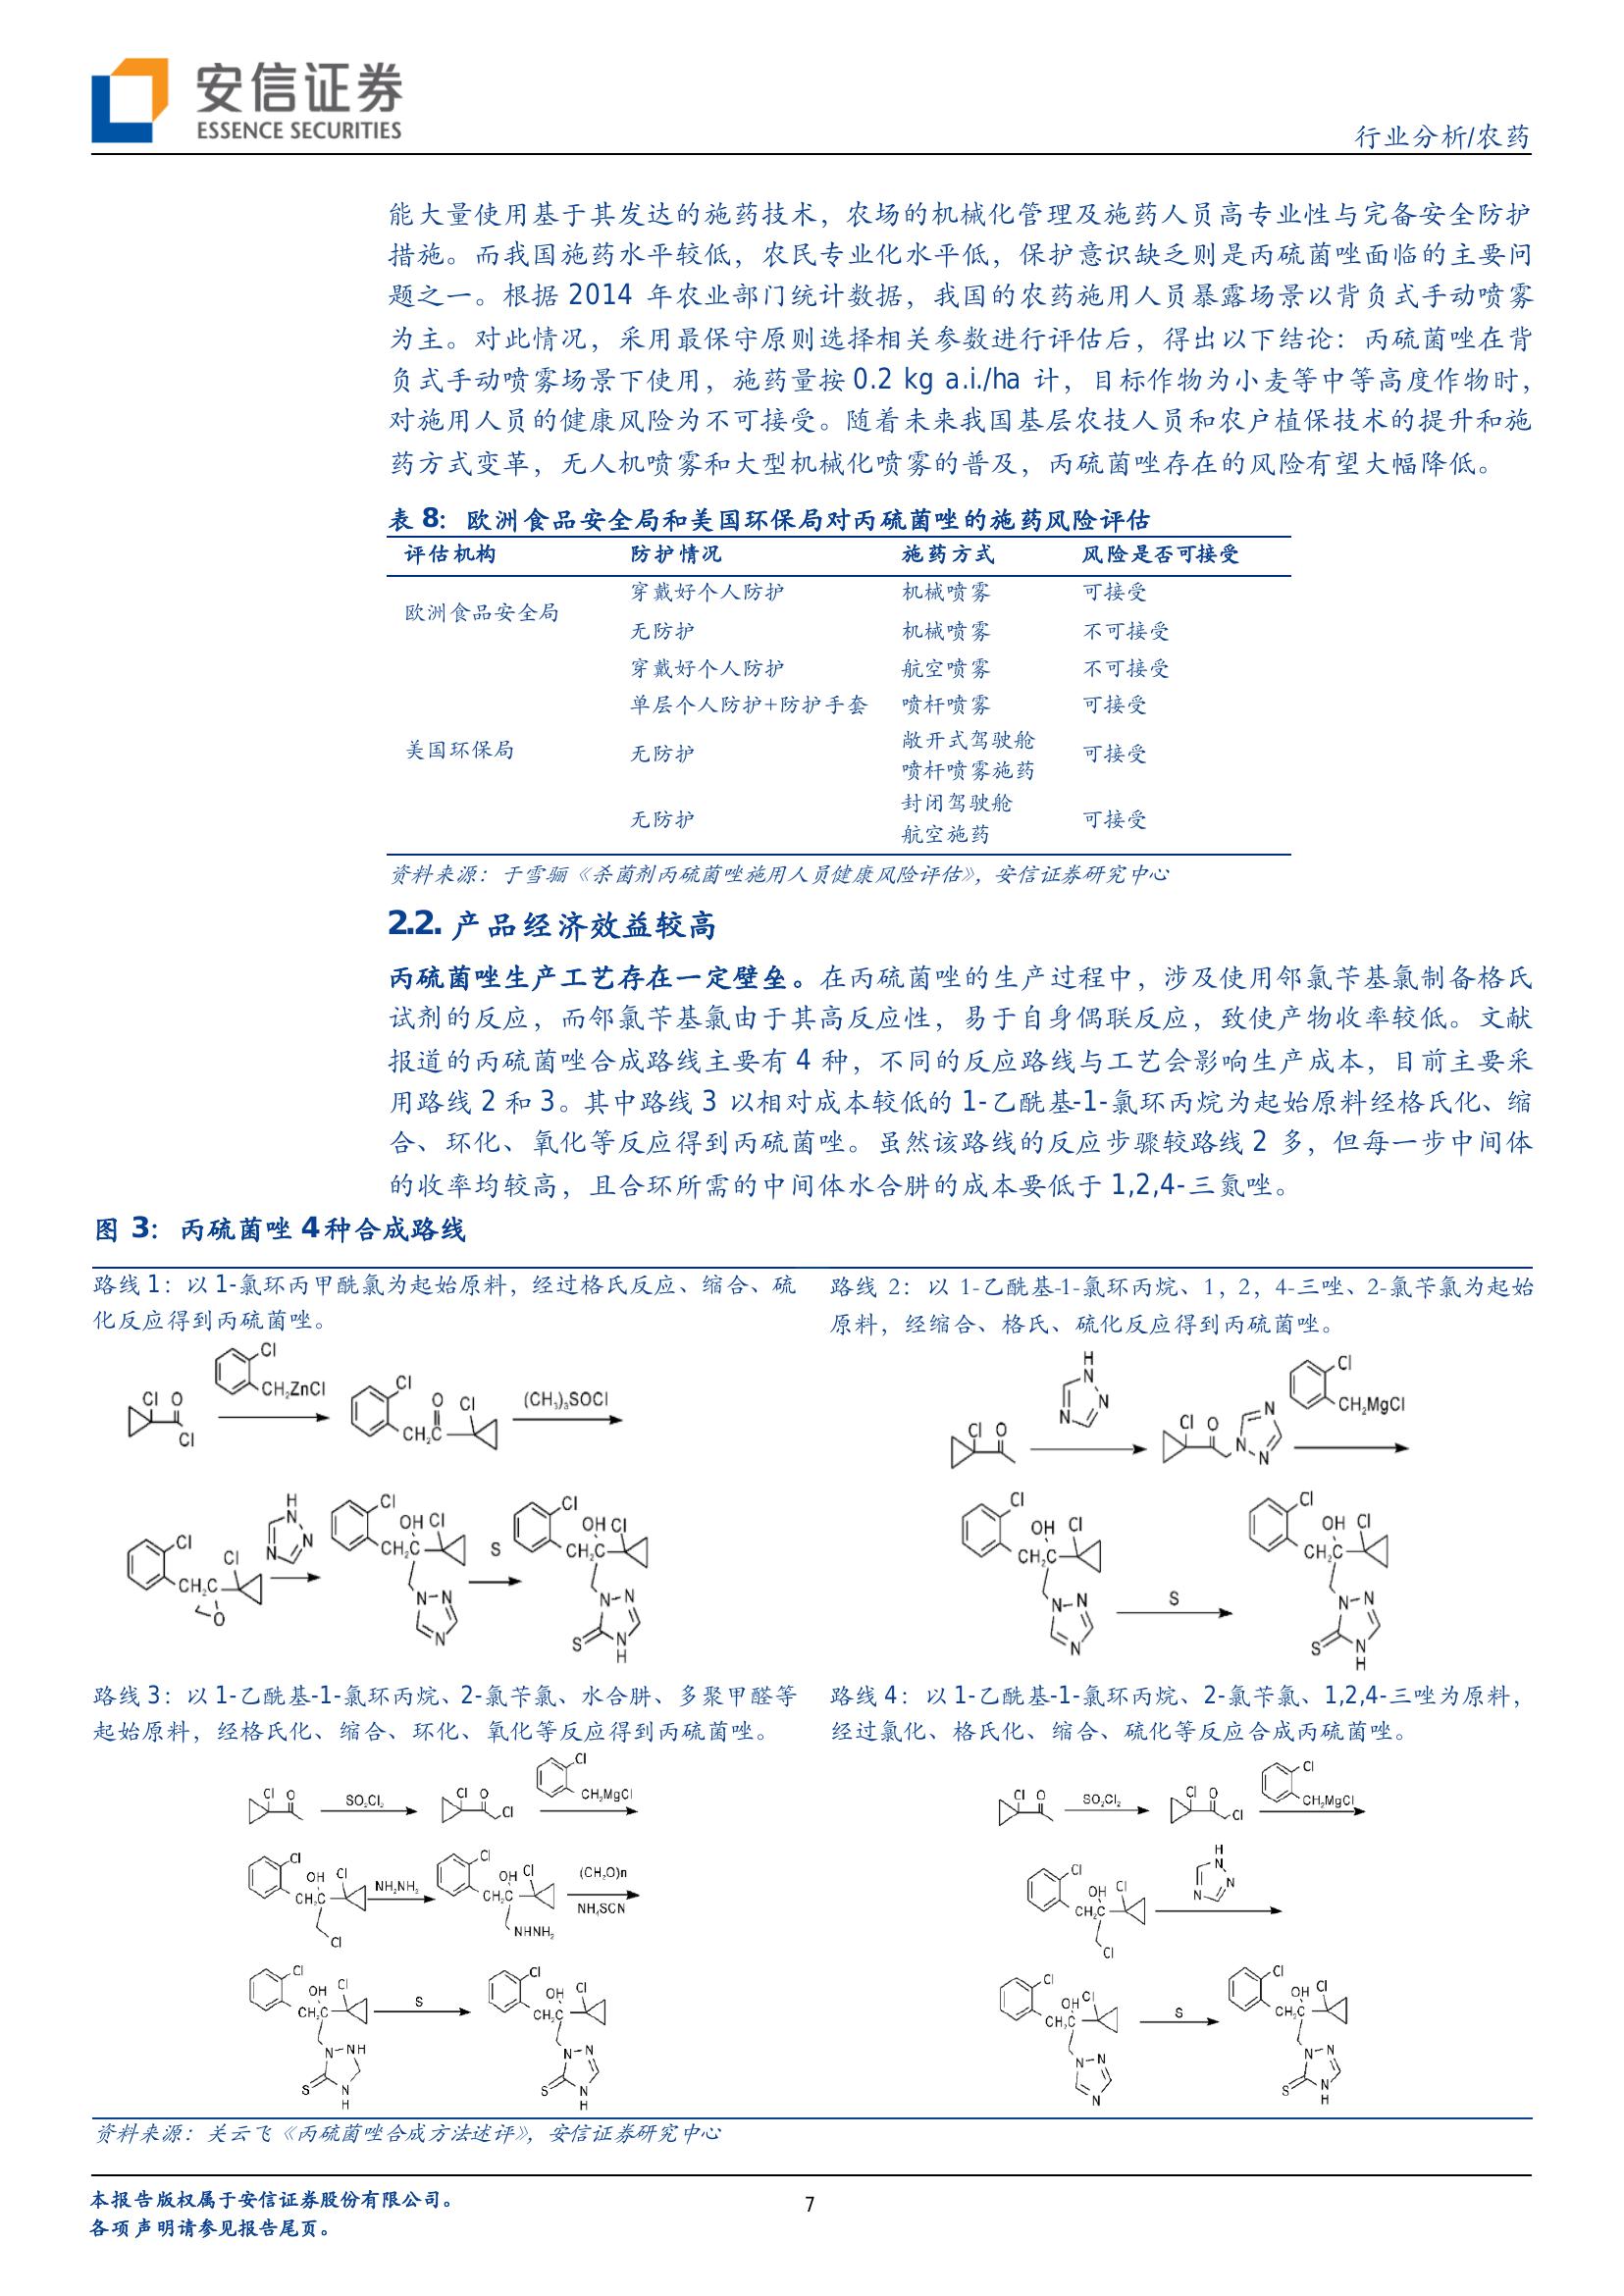 安信证券
ESSENCE SECURITIES
行业分析/农药
能大量使用基于其发达的施药技术，农场的机械化管理及施药人员高专业性与完备安全防护
措施。而我国施药水平较低，农民专业化水平低，保护意识缺乏则是丙硫菌唑面临的主要问
题之一。根据 2014 年农业部门统计数据，我国的农药施用人员暴露场景以背负式手动喷雾
为主。对此情况，采用最保守原则选择相关参数进行评估后，得出以下结论：丙硫菌唑在背
负式手动喷雾场景下使用，施药量按 0.2 kg a.i./ha 计，目标作物为小麦等中等高度作物时，
对施用人员的健康风险为不可接受。随着未来我国基层农技人员和农户植保技术的提升和施
药方式变革，无人机喷雾和大型机械化喷雾的普及，丙硫菌唑存在的风险有望大幅降低。
表 8：欧洲食品安全局和美国环保局对丙硫菌唑的施药风险评估
评估机构 防护情况 施药方式 风险是否可接受
欧洲食品安全局
穿戴好个人防护 机械喷雾 可接受
无防护 机械喷雾 不可接受
穿戴好个人防护 航空喷雾 不可接受
单层个人防护+防护手套 喷杆喷雾 可接受
美国环保局
无防护 敞开式驾驶舱 可接受
喷杆喷雾施药
无防护 封闭驾驶舱 可接受
航空施药
资料来源：于雪骊《杀菌剂丙硫菌唑施用人员健康风险评估》，安信证券研究中心
2.2. 产品经济效益较高
丙硫菌唑生产工艺存在一定壁垒。在丙硫菌唑的生产过程中，涉及使用邻氯苄基氯制备格氏
试剂的反应，而邻氯苄基氯由于其高反应性，易于自身偶联反应，致使产物收率较低。文献
报道的丙硫菌唑合成路线主要有 4 种，不同的反应路线与工艺会影响生产成本，目前主要采
用路线 2 和 3。其中路线 3 以相对成本较低的 1-乙酰基-1-氯环丙烷为起始原料经格氏化、缩
合、环化、氧化等反应得到丙硫菌唑。虽然该路线的反应步骤较路线 2 多，但每一步中间体
的收率均较高，且合环所需的中间体水合肼的成本要低于 1,2,4-三氮唑。
图 3：丙硫菌唑 4 种合成路线
路线 1：以 1-氯环丙甲酰氯为起始原料，经过格氏反应、缩合、硫
化反应得到丙硫菌唑。
路线 2：以 1-乙酰基-1-氯环丙烷、1，2，4-三唑、2-氯苄氯为起始
原料，经缩合、格氏、硫化反应得到丙硫菌唑。
Cl O Cl
Cl CH₂ZnCl
Cl CH₂C O Cl
(CH₃)₃SOCl
Cl CH₂C Cl O
H N N N
Cl OH Cl CH₂C N N N
S
Cl OH Cl CH₂C N N S N H
Cl O
H N N N
Cl O N N N
Cl CH₂MgCl
Cl OH Cl CH₂C N N N
S
Cl OH Cl CH₂C N N S N H
路线 3：以 1-乙酰基-1-氯环丙烷、2-氯苄氯、水合肼、多聚甲醛等
起始原料，经格氏化、缩合、环化、氧化等反应得到丙硫菌唑。
路线 4：以 1-乙酰基-1-氯环丙烷、2-氯苄氯、1,2,4-三唑为原料，
经过氯化、格氏化、缩合、硫化等反应合成丙硫菌唑。
Cl O
SO₂Cl₂
Cl O Cl
Cl CH₂MgCl
Cl OH Cl CH₂C Cl
NH₂NH₂
Cl OH Cl CH₂C NHNH₂
(CH₂O)n
NH₄SCN
Cl OH Cl CH₂C N NH S N H
S
Cl OH Cl CH₂C N N S N H
Cl O
SO₂Cl₂
Cl O Cl
Cl CH₂MgCl
Cl OH Cl CH₂C Cl
H N N N
Cl OH Cl CH₂C N N N
S
Cl OH Cl CH₂C N N S N H
资料来源：关云飞《丙硫菌唑合成方法述评》，安信证券研究中心
本报告版权属于安信证券股份有限公司。
各项声明请参见报告尾页。
7